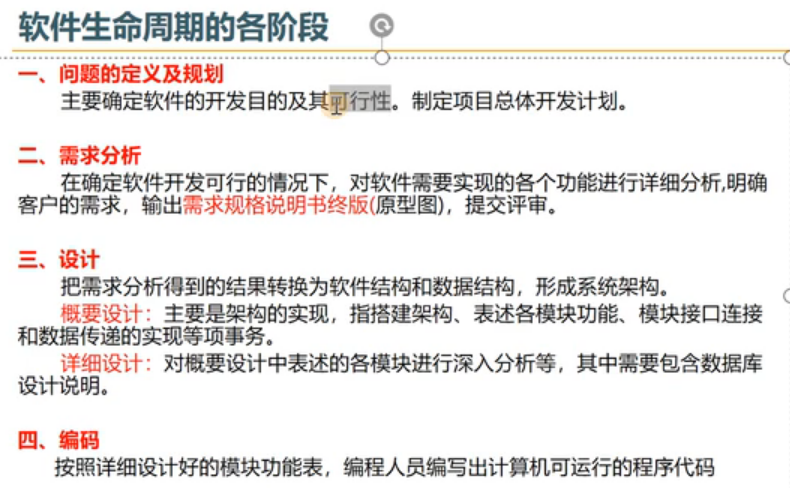 软件生命周期的各阶段
一、问题的定义及规划
主要确定软件的开发目的及其可行性。制定项目总体开发计划。
二、需求分析
在确定软件开发可行的情况下，对软件需要实现的各个功能进行详细分析,明确
客户的需求，输出需求规格说明书终版(原型图)，提交评审。
三、设计
把需求分析得到的结果转换为软件结构和数据结构，形成系统架构。
概要设计：主要是架构的实现，指搭建架构、表述各模块功能、模块接口连接
和数据传递的实现等项事务。
详细设计：对概要设计中表述的各模块进行深入分析等，其中需要包含数据库
设计说明。
四、编码
按照详细设计好的模块功能表，编程人员编写出计算机可运行的程序代码